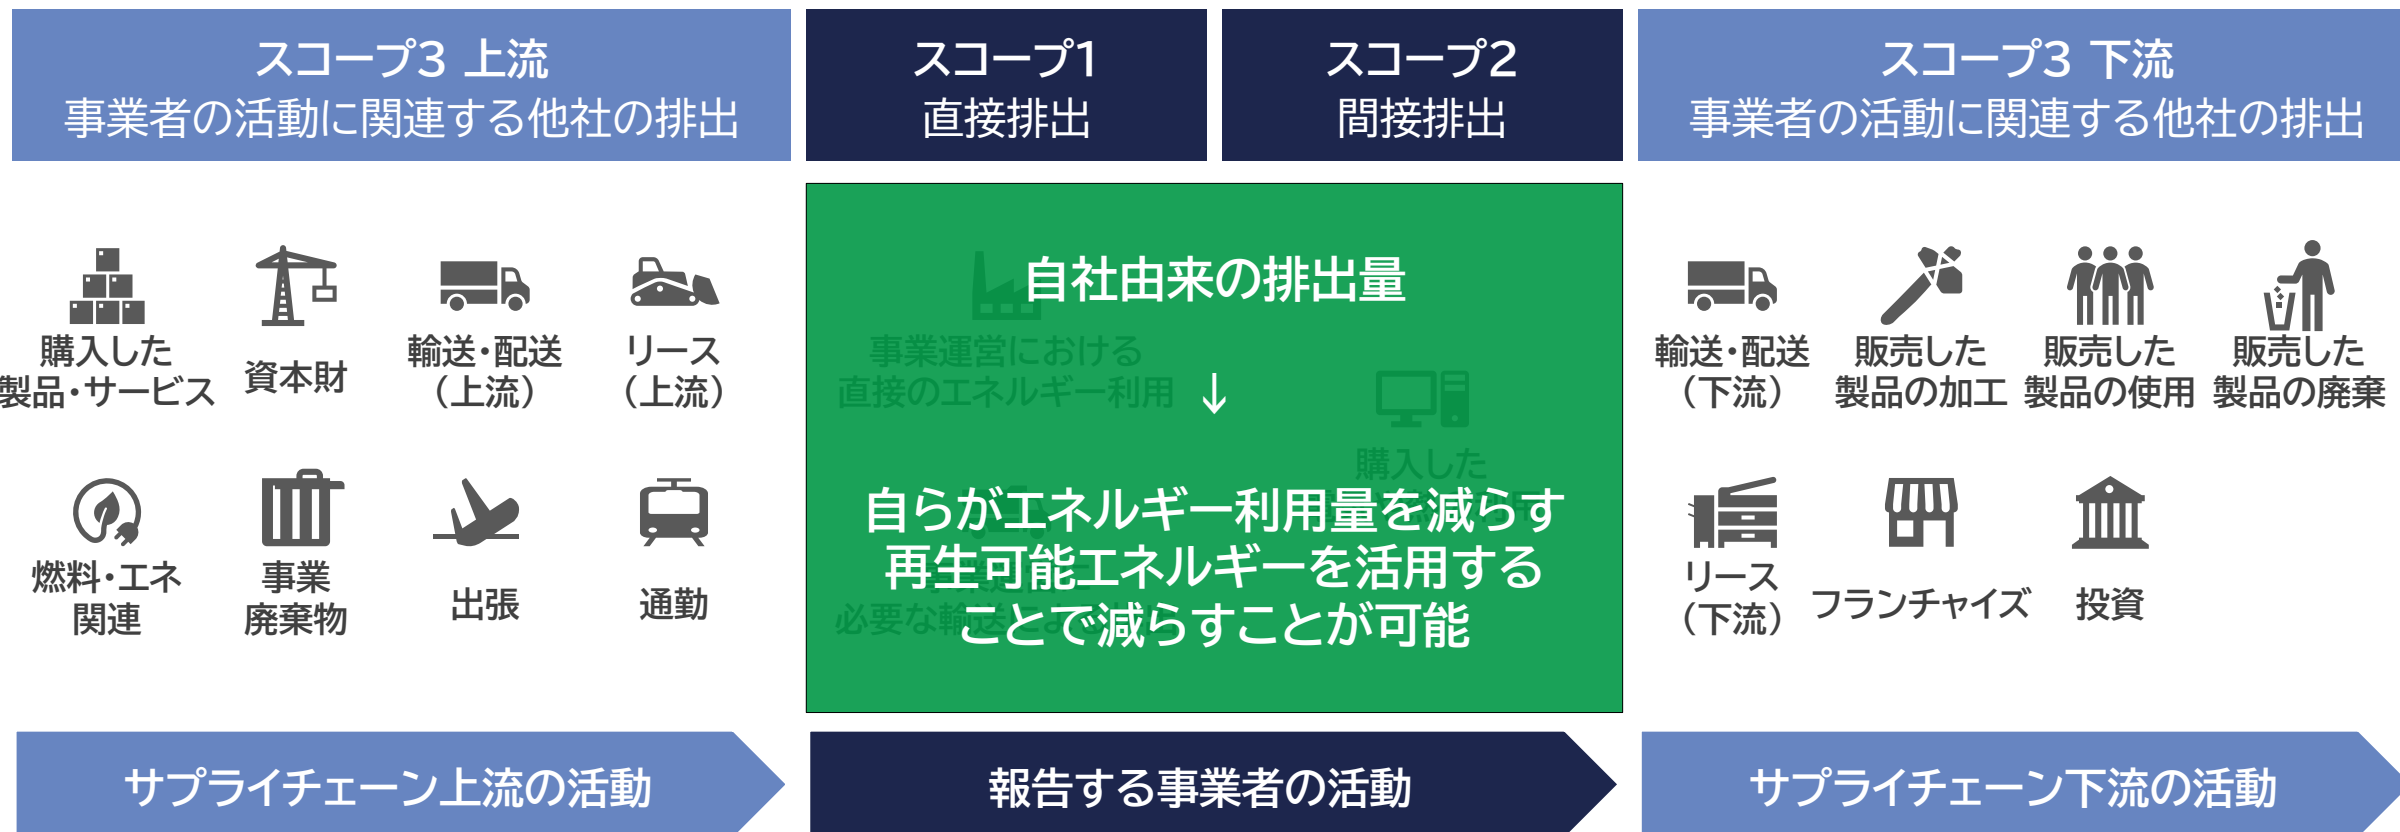 スコープ3 上流
事業者の活動に関連する他社の排出
スコープ1
直接排出
スコープ2
間接排出
スコープ3 下流
事業者の活動に関連する他社の排出
購入した
製品・サービス
資本財
輸送・配送
（上流）
リース
（上流）
燃料・エネ
関連
事業
廃棄物
出張
通勤
自社由来の排出量
事業運営における
直接のエネルギー利用
↓
購入した
自らがエネルギー利用量を減らす
再生可能エネルギーを活用する
ことで減らすことが可能
輸送・配送
（下流）
販売した
製品の加工
販売した
製品の使用
販売した
製品の廃棄
リース
（下流）
フランチャイズ
投資
サプライチェーン上流の活動
報告する事業者の活動
サプライチェーン下流の活動